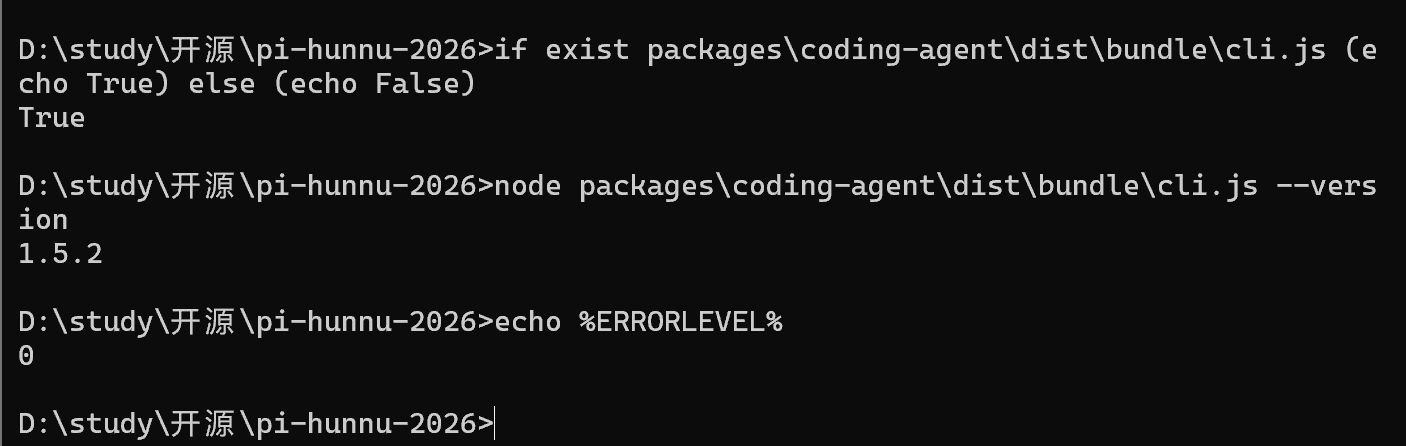 D:\study\开源\pi-hunnu-2026>if exist packages\coding-agent\dist\bundle\cli.js (e
cho True) else (echo False)
True
D:\study\开源\pi-hunnu-2026>node packages\coding-agent\dist\bundle\cli.js --vers
ion
1.5.2
D:\study\开源\pi-hunnu-2026>echo %ERRORLEVEL%
0
D:\study\开源\pi-hunnu-2026>